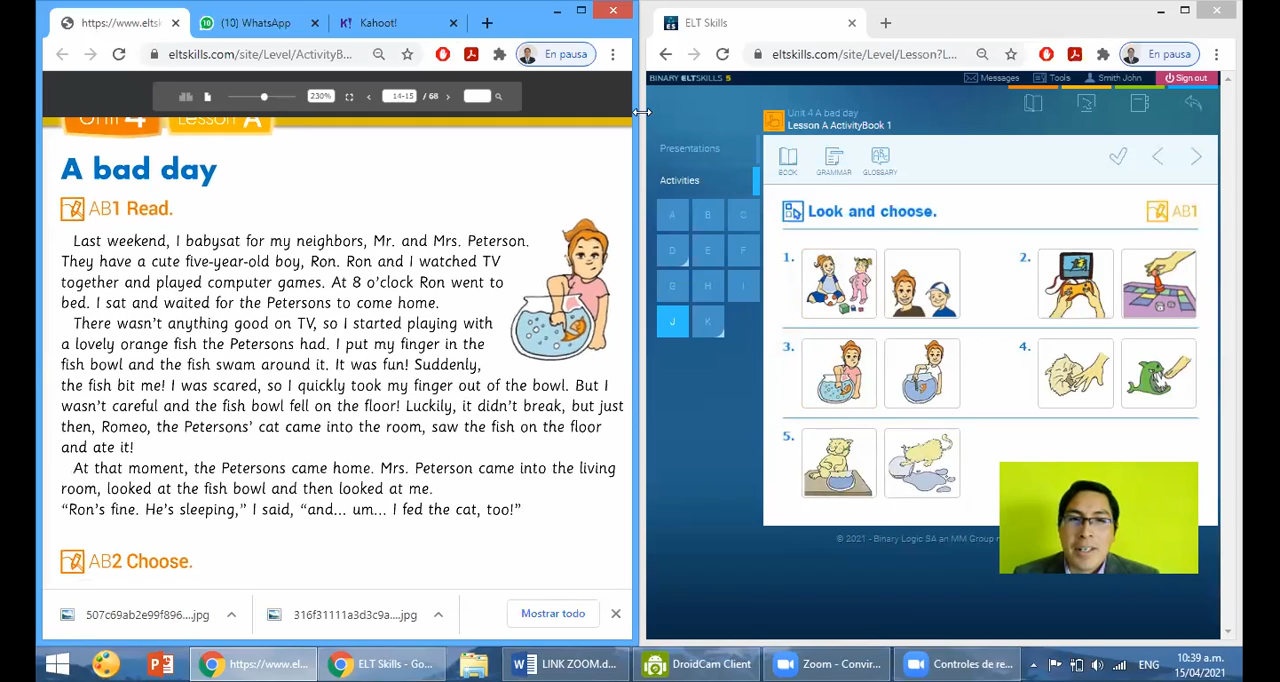 https://www.eltsk
(10) WhatsApp
Kahoot!
eltskills.com/site/Level/ActivityB...
En pausa
230%
14-15 / 68
Unit 4 Lesson A
A bad day
AB1 Read.
Last weekend, I babysat for my neighbors, Mr. and Mrs. Peterson.
They have a cute five-year-old boy, Ron. Ron and I watched TV
together and played computer games. At 8 o'clock Ron went to
bed. I sat and waited for the Petersons to come home.
There wasn't anything good on TV, so I started playing with
a lovely orange fish the Petersons had. I put my finger in the
fish bowl and the fish swam around it. It was fun! Suddenly,
the fish bit me! I was scared, so I quickly took my finger out of the bowl. But I
wasn't careful and the fish bowl fell on the floor! Luckily, it didn't break, but just
then, Romeo, the Petersons' cat came into the room, saw the fish on the floor
and ate it!
At that moment, the Petersons came home. Mrs. Peterson came into the living
room, looked at the fish bowl and then looked at me.
"Ron's fine. He's sleeping," I said, "and... um... I fed the cat, too!"
AB2 Choose.
507c69ab2e99f896....jpg
316f31111a3d3c9a....jpg
Mostrar todo
ELT Skills
eltskills.com/site/Level/Lesson?L...
En pausa
BINARY ELTSKILLS 5
Messages
Tools
Smith John
Sign out
Unit 4 A bad day
Lesson A ActivityBook 1
Presentations
Activities
A B C
D E F
G H I
J K
BOOK
GRAMMAR
GLOSSARY
Look and choose.
AB1
1.
2.
3.
4.
5.
© 2021 - Binary Logic SA an MM Group
https://www.el...
ELT Skills - Go...
LINK ZOOM.d...
DroidCam Client
Zoom - Convir...
Controles de re...
ENG
10:39 a.m.
15/04/2021